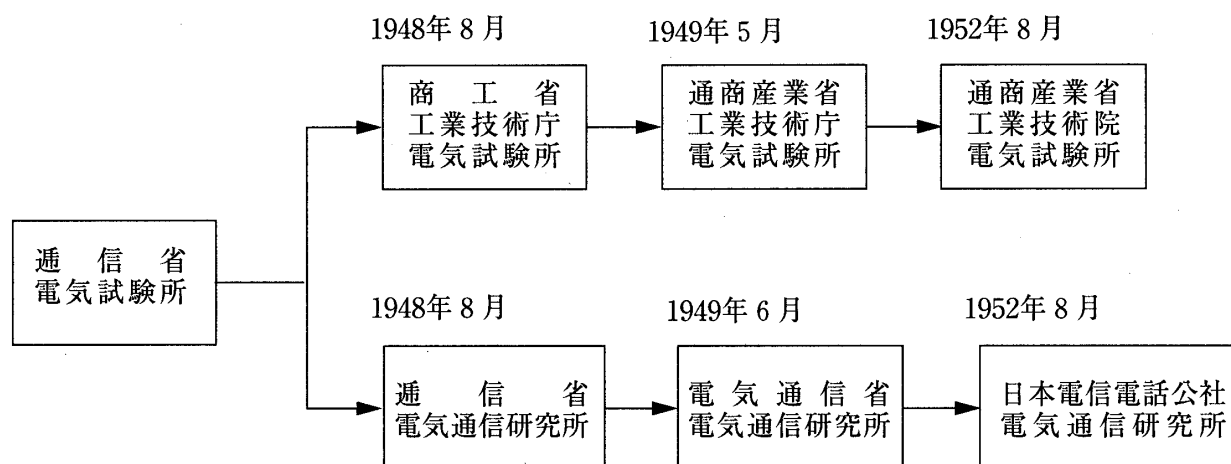 1948年8月
1949年5月
1952年8月
商工省
工業技術庁
電気試験所
通商産業省
工業技術庁
電気試験所
通商産業省
工業技術院
電気試験所
逓信省
電気試験所
1948年8月
1949年6月
1952年8月
逓信省
電気通信研究所
電気通信省
電気通信研究所
日本電信電話公社
電気通信研究所